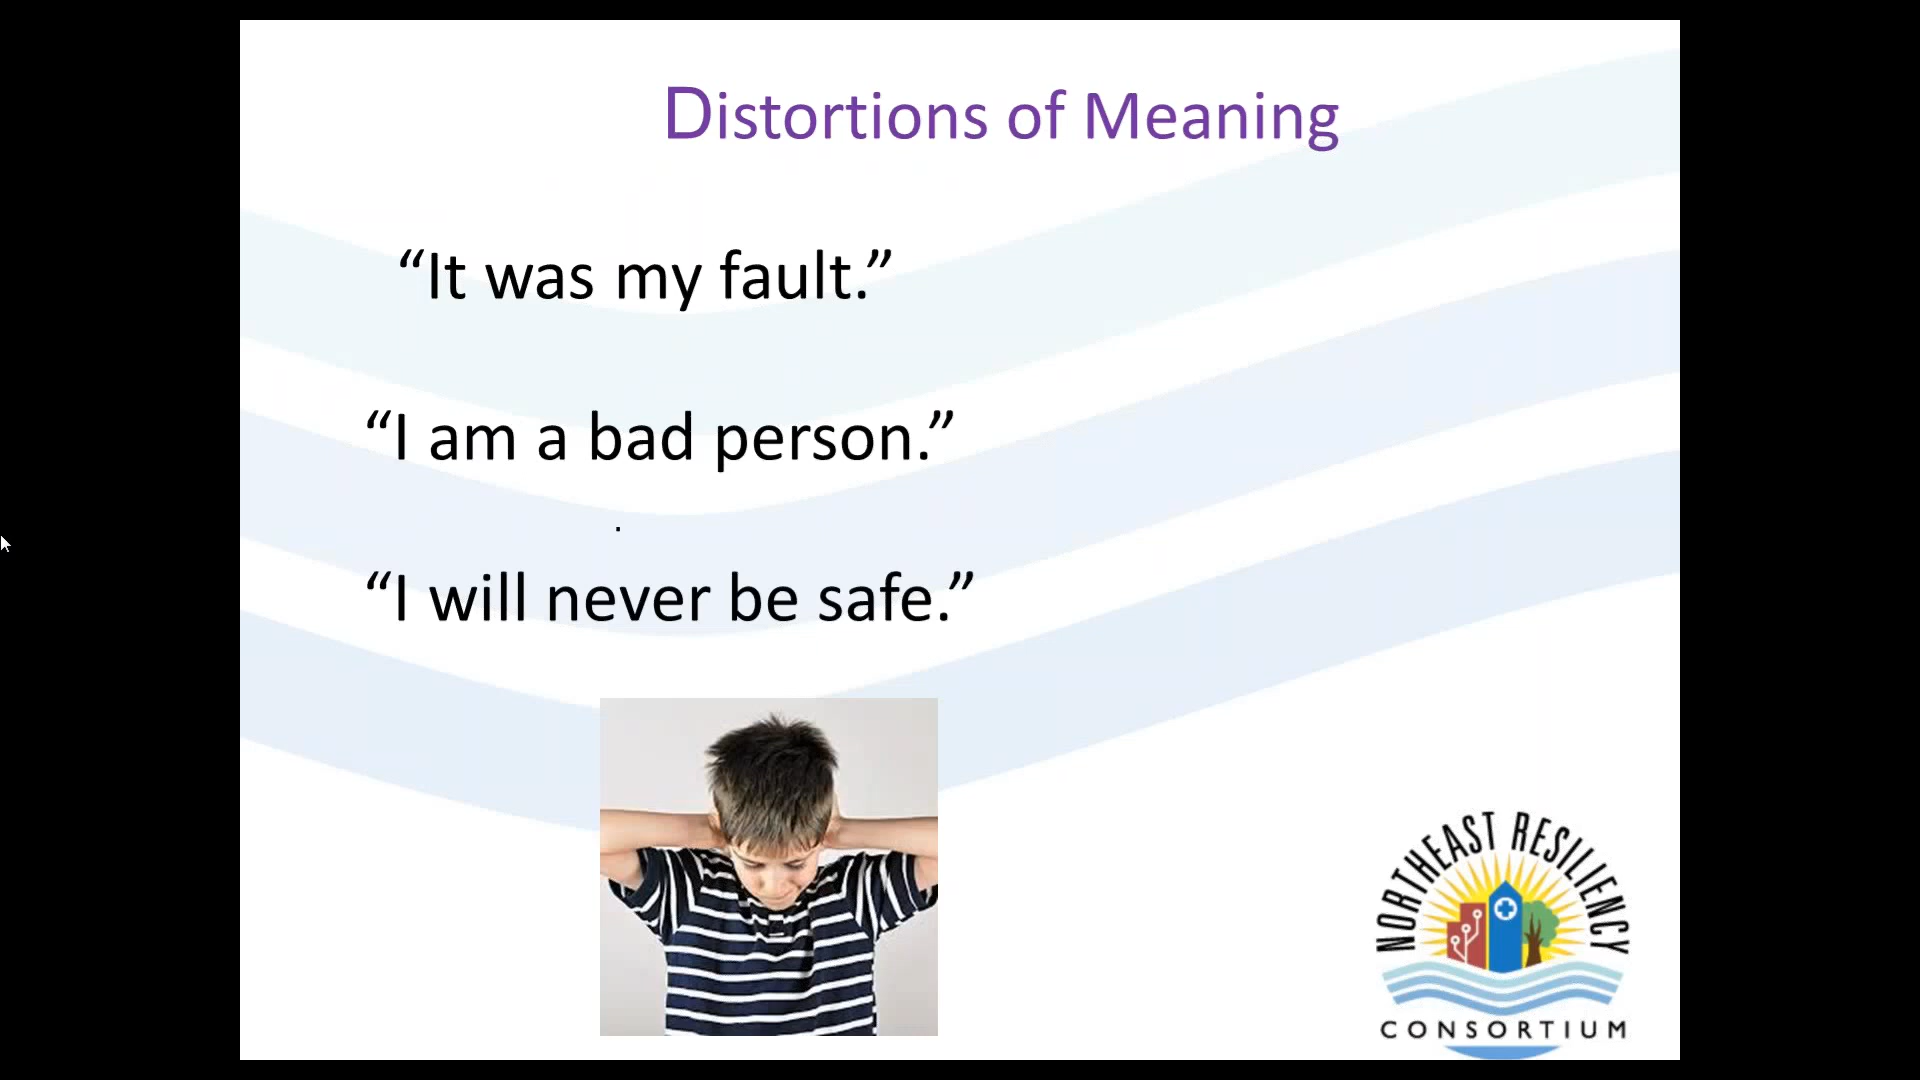 Distortions of Meaning
“It was my fault.”
“I am a bad person.”
.
“I will never be safe.”
NORTHEAST RESILIENCY
CONSORTIUM